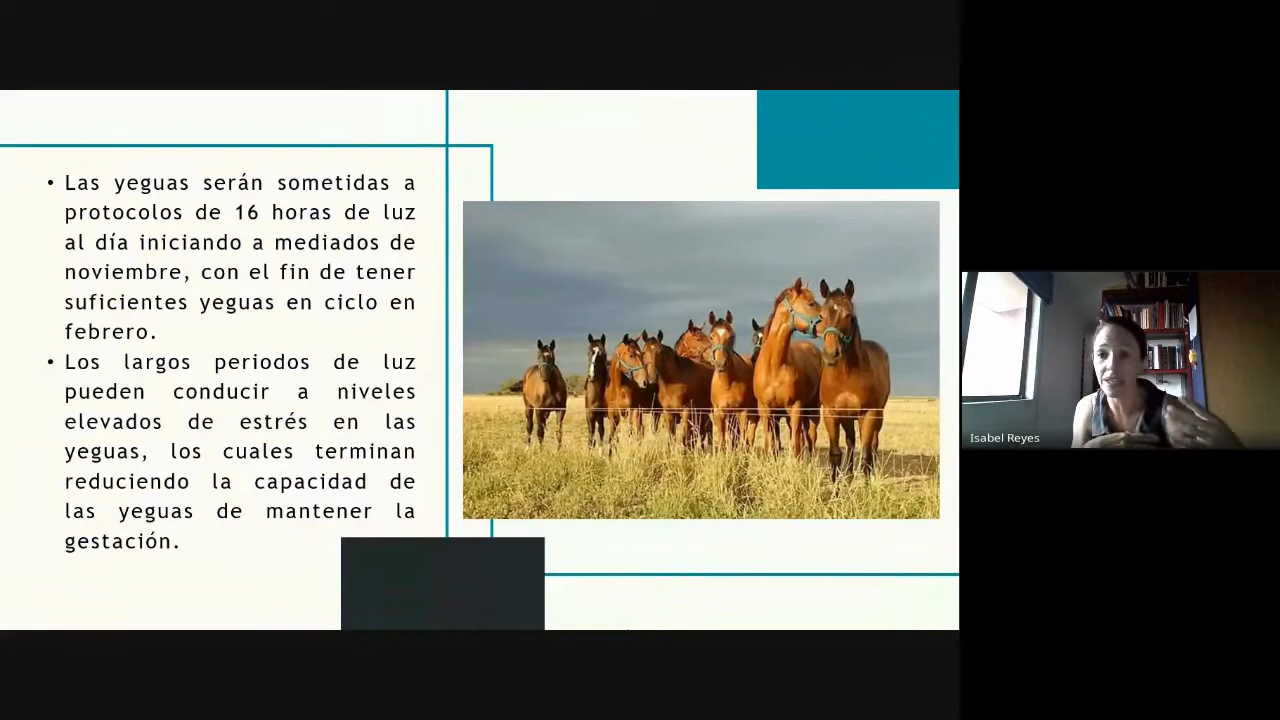 • Las yeguas serán sometidas a
protocolos de 16 horas de luz
al día iniciando a mediados de
noviembre, con el fin de tener
suficientes yeguas en ciclo en
febrero.
• Los largos periodos de luz
pueden conducir a niveles
elevados de estrés en las
yeguas, los cuales terminan
reduciendo la capacidad de
las yeguas de mantener la
gestación.
Isabel Reyes